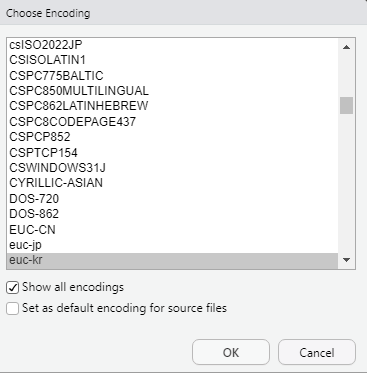 Choose Encoding
csISO2022JP
CSISOLATIN1
CSPC775BALTIC
CSPC850MULTILINGUAL
CSPC862LATINHEBREW
CSPC8CODEPAGE437
CSPCP852
CSPTCP154
CSWINDOWS31J
CYRILLIC-ASIAN
DOS-720
DOS-862
EUC-CN
euc-jp
euc-kr
Show all encodings
Set as default encoding for source files
OK Cancel